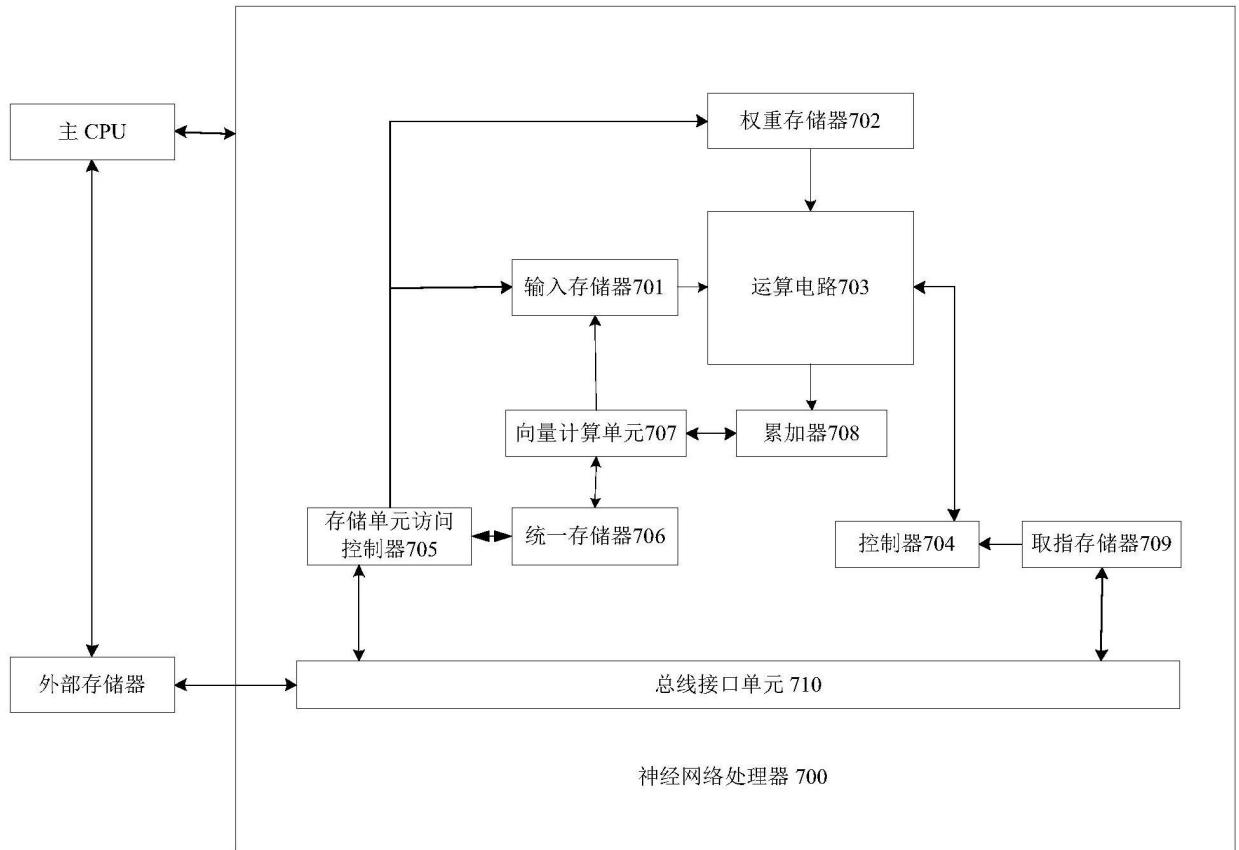 主 CPU
权重存储器702
输入存储器701
运算电路703
向量计算单元707
累加器708
存储单元访问
控制器705
统一存储器706
控制器704
取指存储器709
外部存储器
总线接口单元 710
神经网络处理器 700